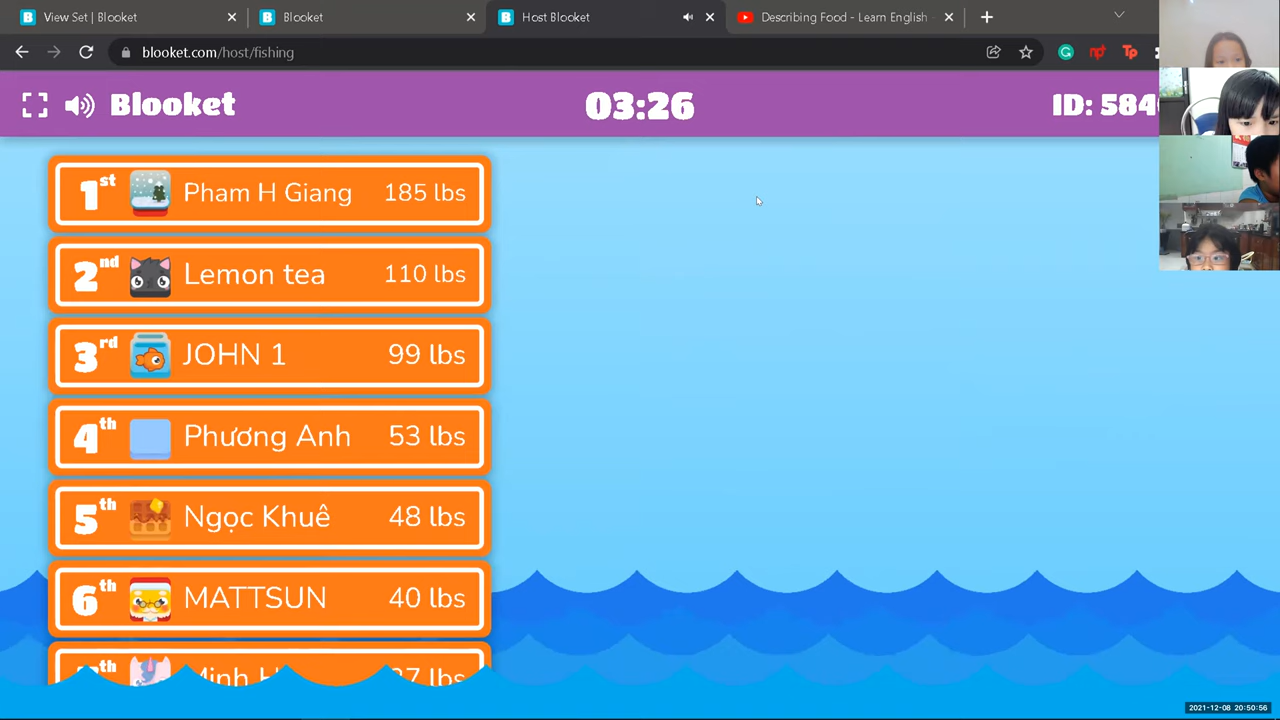 View Set | Blooket
Blooket
Host Blooket
Describing Food - Learn English
blooket.com/host/fishing
Blooket
03:26
ID: 584
1st Pham H Giang 185 lbs
2nd Lemon tea 110 lbs
3rd JOHN 1 99 lbs
4th Phương Anh 53 lbs
5th Ngọc Khuê 48 lbs
6th MATTSUN 40 lbs
Minh
2021-12-08 20:50:56